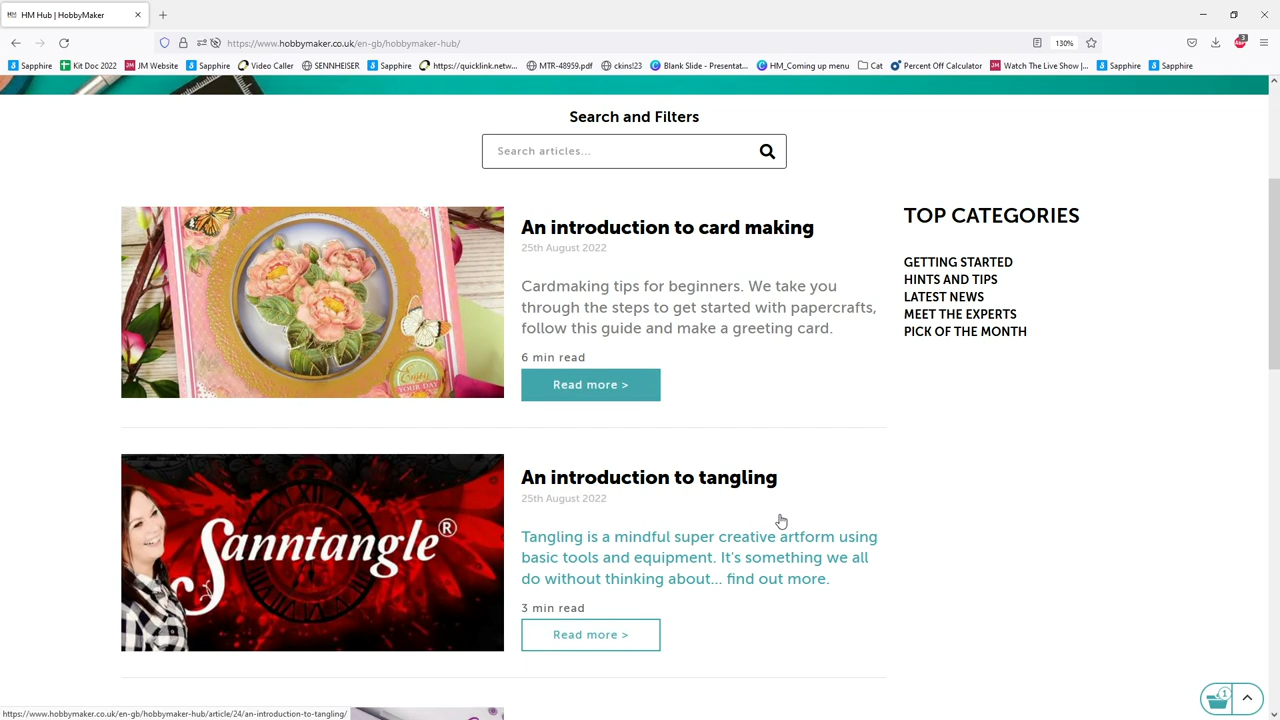 HM Hub | HobbyMaker
https://www.hobbymaker.co.uk/en-gb/hobbymaker-hub/
130%
3
Sapphire
Kit Doc 2022
JM Website
Sapphire
Video Caller
SENNHEISER
Sapphire
https://quicklink.netw...
MTR-48959.pdf
ckins!23
Blank Slide - Presentat...
HM_Coming up menu
Cat
Percent Off Calculator
Watch The Live Show |...
Sapphire
Sapphire
Search and Filters
Search articles...
An introduction to card making
25th August 2022
Cardmaking tips for beginners. We take you
through the steps to get started with papercrafts,
follow this guide and make a greeting card.
6 min read
Read more >
Enjoy
YOUR DAY
TOP CATEGORIES
GETTING STARTED
HINTS AND TIPS
LATEST NEWS
MEET THE EXPERTS
PICK OF THE MONTH
Sanntangle®
An introduction to tangling
25th August 2022
Tangling is a mindful super creative artform using
basic tools and equipment. It's something we all
do without thinking about... find out more.
3 min read
Read more >
1
https://www.hobbymaker.co.uk/en-gb/hobbymaker-hub/article/24/an-introduction-to-tangling/